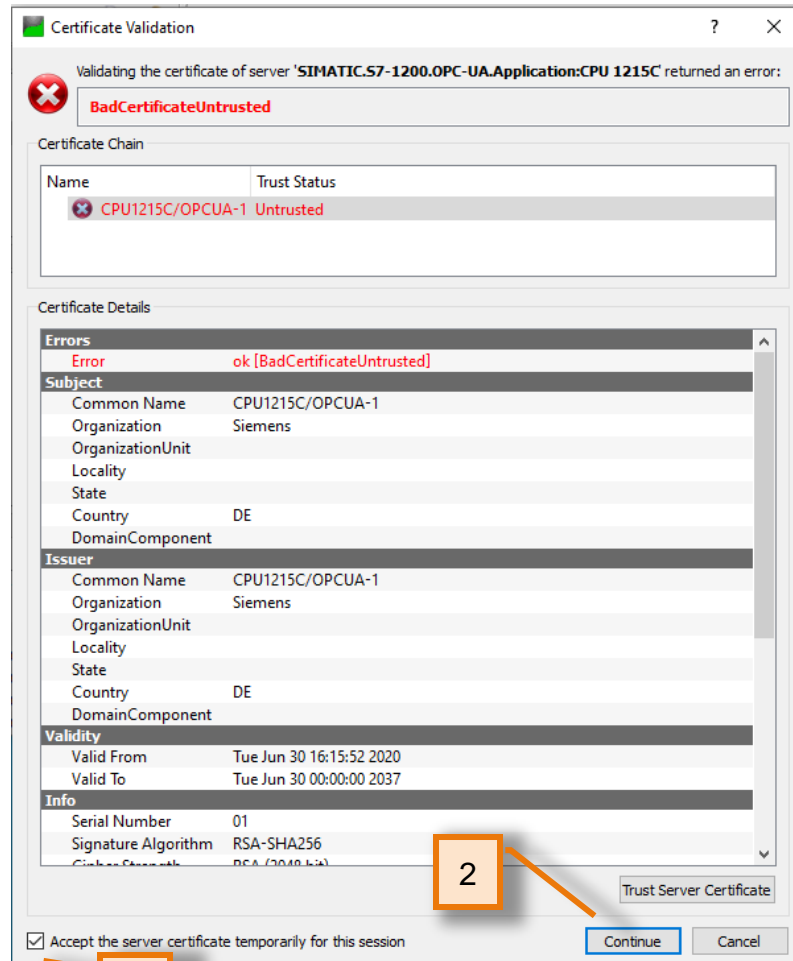 Certificate Validation ?
Validating the certificate of server 'SIMATIC.S7-1200.OPC-UA.Application:CPU 1215C' returned an error:
BadCertificateUntrusted
Certificate Chain
Name Trust Status
CPU1215C/OPCUA-1 Untrusted
Certificate Details
Errors
Error ok [BadCertificateUntrusted]
Subject
Common Name CPU1215C/OPCUA-1
Organization Siemens
OrganizationUnit
Locality
State
Country DE
DomainComponent
Issuer
Common Name CPU1215C/OPCUA-1
Organization Siemens
OrganizationUnit
Locality
State
Country DE
DomainComponent
Validity
Valid From Tue Jun 30 16:15:52 2020
Valid To Tue Jun 30 00:00:00 2037
Info
Serial Number 01
Signature Algorithm RSA-SHA256
Cipher Strength RSA (2048 bit)
2
Trust Server Certificate
Accept the server certificate temporarily for this session
Continue Cancel